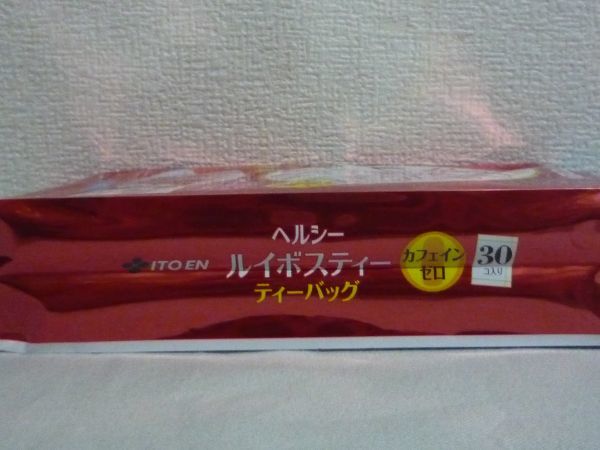 ヘルシー
ITO EN
ルイボスティー
ティーバッグ
カフェイン
ゼロ
30
コ入り